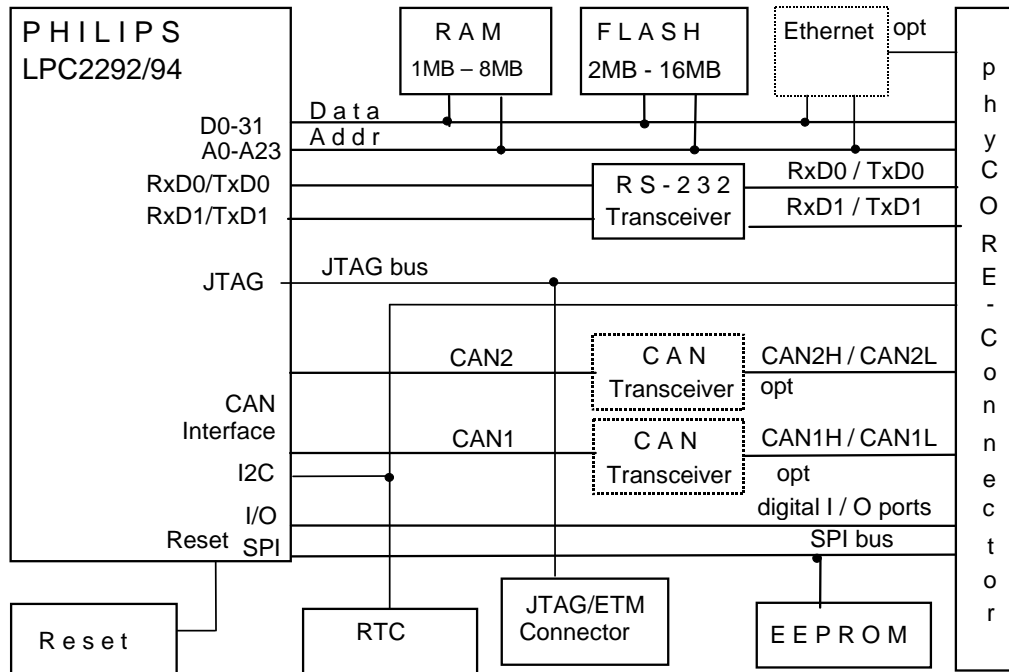 P H I L I P S
LPC2292/94
R A M
1MB – 8MB
F L A S H
2MB - 16MB
Ethernet
opt
D a t a
D0-31
A d d r
A0-A23
RxD0/TxD0
RxD1/TxD1
R S - 2 3 2
Transceiver
RxD0 / TxD0
RxD1 / TxD1
JTAG
JTAG bus
CAN2
C A N
Transceiver
CAN2H / CAN2L
opt
CAN
Interface
CAN1
C A N
Transceiver
CAN1H / CAN1L
opt
I2C
I/O
digital I / O ports
Reset
SPI
SPI bus
R e s e t
RTC
JTAG/ETM
Connector
E E P R O M
p h y C O R E - C o n n e c t o r